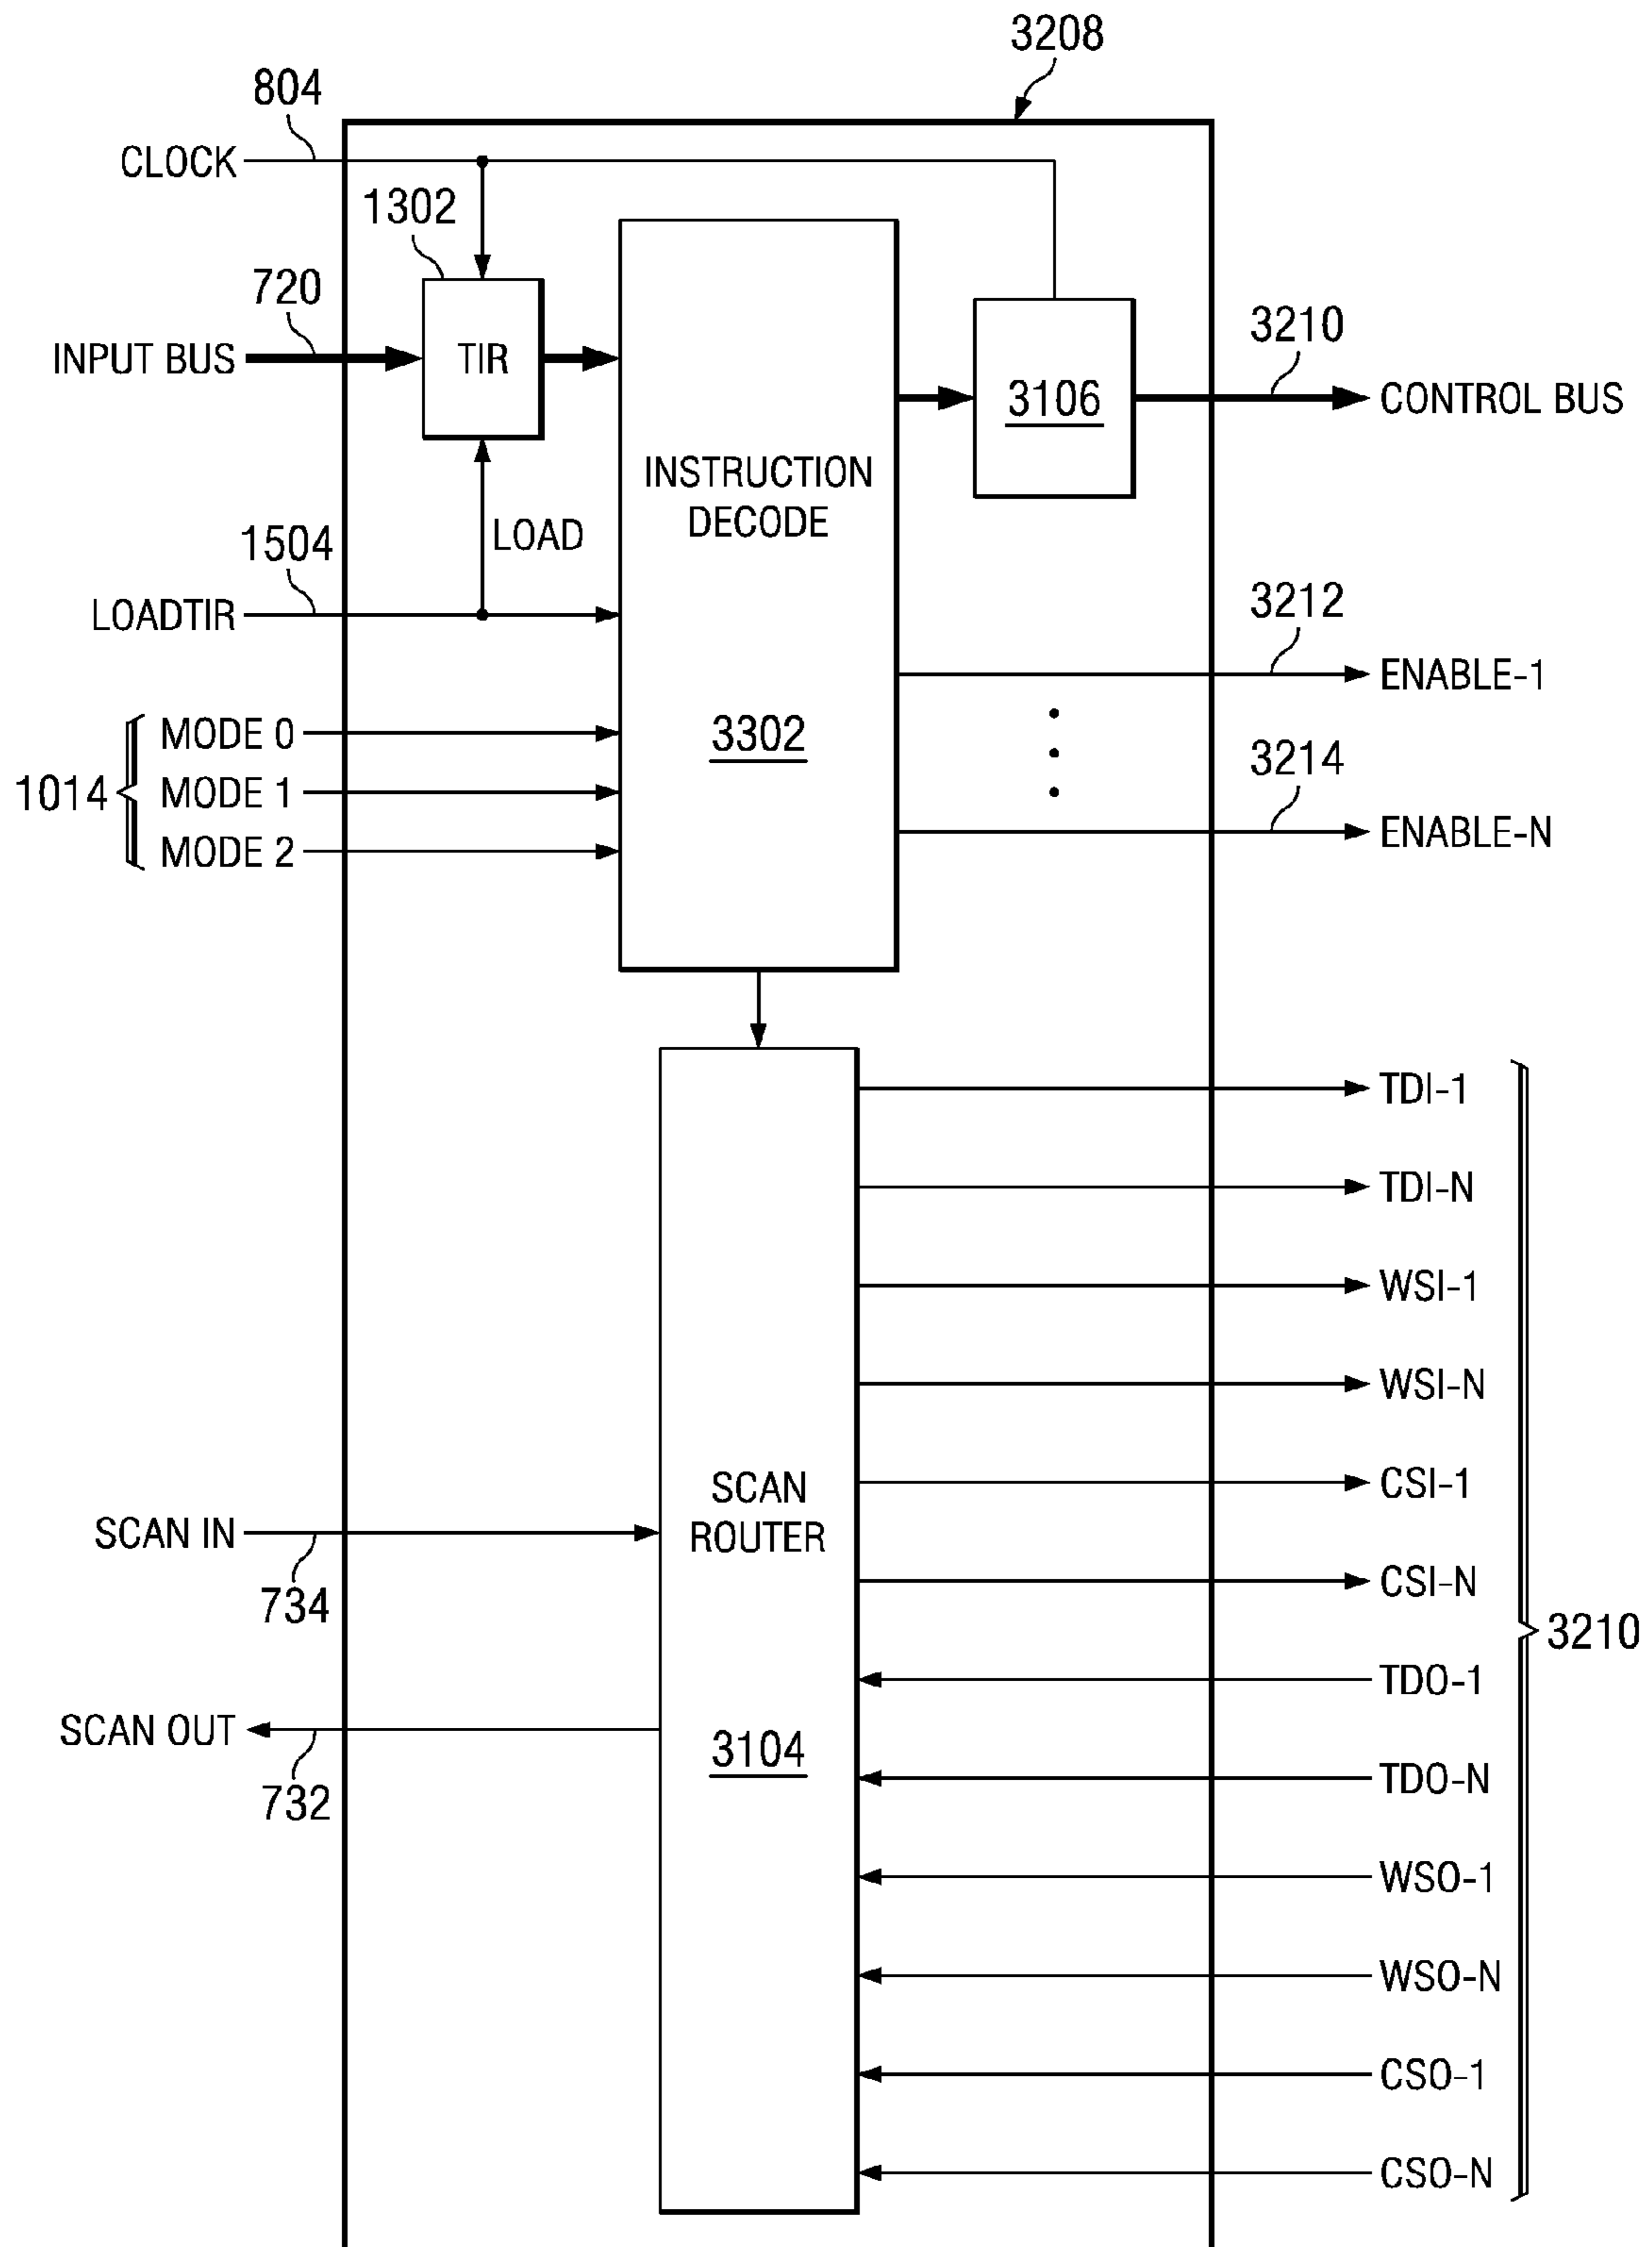 3208
804
CLOCK
1302
720
INPUT BUS
TIR
3210
3106
CONTROL BUS
INSTRUCTION
DECODE
1504
LOAD
LOADTIR
3212
ENABLE-1
MODE 0
3302
3214
1014
MODE 1
MODE 2
ENABLE-N
TDI-1
TDI-N
WSI-1
WSI-N
SCAN
ROUTER
CSI-1
SCAN IN
734
CSI-N
3210
TDO-1
SCAN OUT
732
3104
TDO-N
WSO-1
WSO-N
CSO-1
CSO-N